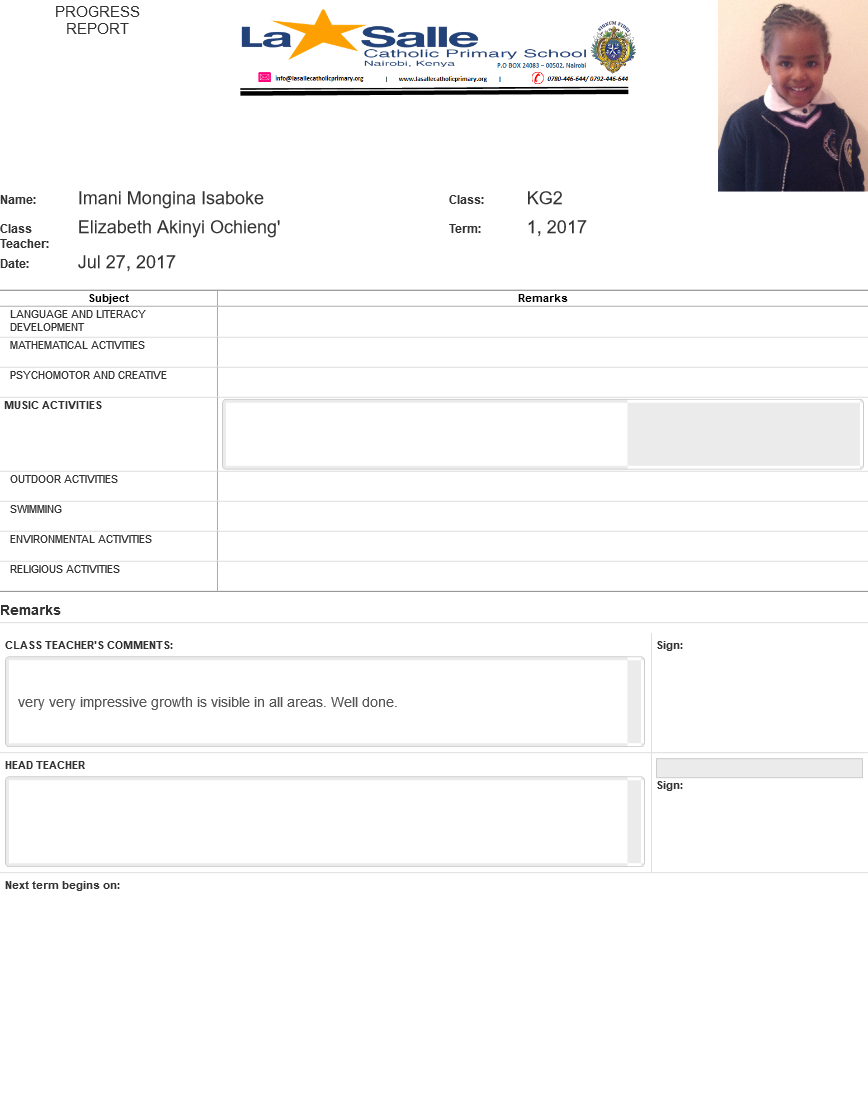 PROGRESS
REPORT
La Salle
Catholic Primary School
Nairobi, Kenya
P.O BOX 24083 – 00502, Nairobi
info@lasallecatholicprimary.org | www.lasallecatholicprimary.org | 0780-446-644/ 0792-446-644
Name: Imani Mongina Isaboke Class: KG2
Class Teacher: Elizabeth Akinyi Ochieng' Term: 1, 2017
Date: Jul 27, 2017
Subject Remarks
LANGUAGE AND LITERACY
DEVELOPMENT
MATHEMATICAL ACTIVITIES
PSYCHOMOTOR AND CREATIVE
MUSIC ACTIVITIES
OUTDOOR ACTIVITIES
SWIMMING
ENVIRONMENTAL ACTIVITIES
RELIGIOUS ACTIVITIES
Remarks
CLASS TEACHER'S COMMENTS: Sign:
very very impressive growth is visible in all areas. Well done.
HEAD TEACHER
Sign:
Next term begins on: